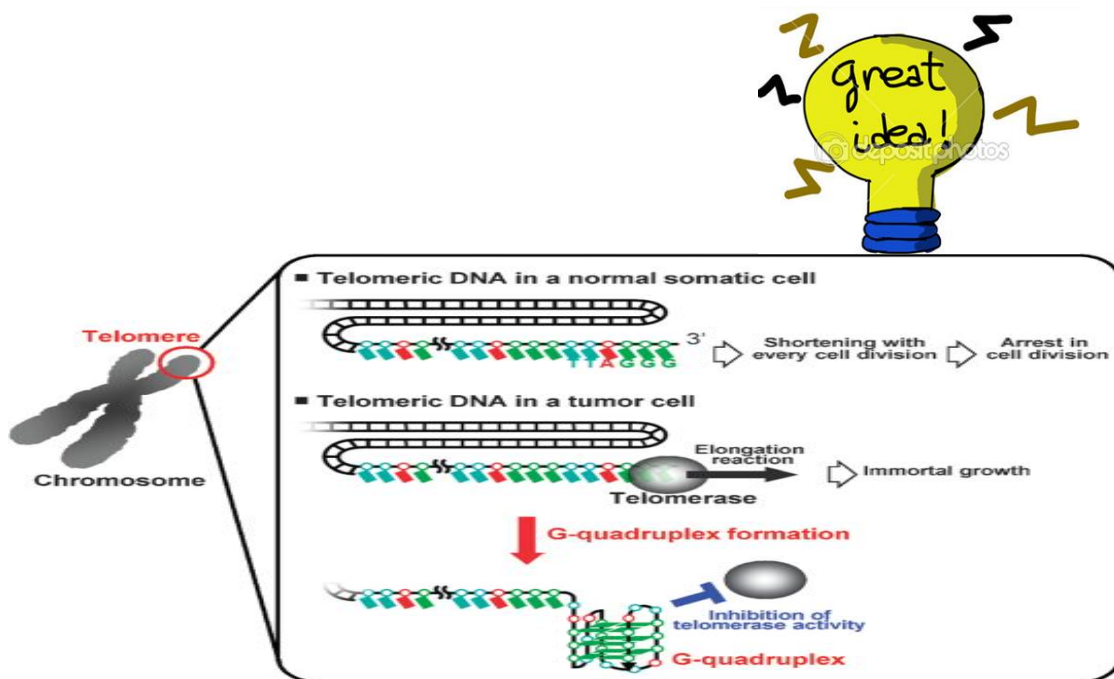 great
idea!
depositphotos
■ Telomeric DNA in a normal somatic cell
Telomere
3'
T T A G G G
Shortening with
every cell division
Arrest in
cell division
■ Telomeric DNA in a tumor cell
Elongation
reaction
Immortal growth
Chromosome
Telomerase
G-quadruplex formation
Inhibition of
telomerase activity
G-quadruplex